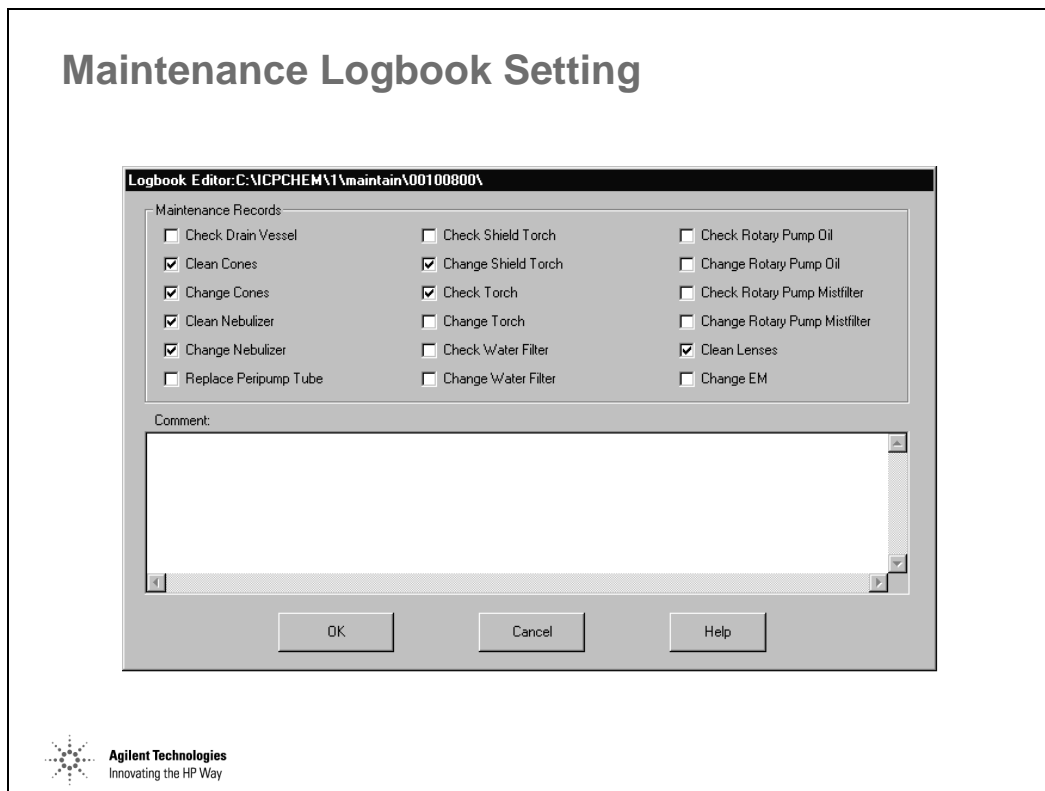 Maintenance Logbook Setting
Logbook Editor:C:\ICPCHEM\1\maintain\00100800\
Maintenance Records
Check Drain Vessel
Clean Cones
Change Cones
Clean Nebulizer
Change Nebulizer
Replace Peripump Tube
Check Shield Torch
Change Shield Torch
Check Torch
Change Torch
Check Water Filter
Change Water Filter
Check Rotary Pump Oil
Change Rotary Pump Oil
Check Rotary Pump Mistfilter
Change Rotary Pump Mistfilter
Clean Lenses
Change EM
Comment:
OK
Cancel
Help
Agilent Technologies
Innovating the HP Way